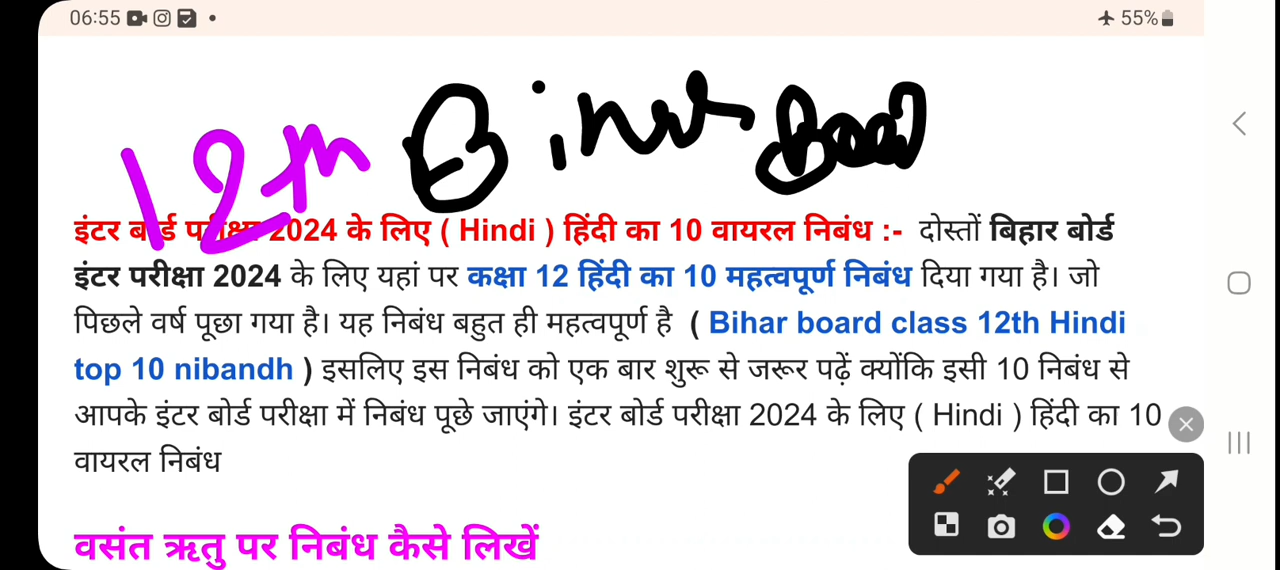 06:55
55%
12th Bihar Board
इंटर बोर्ड परीक्षा 2024 के लिए ( Hindi ) हिंदी का 10 वायरल निबंध :- दोस्तों बिहार बोर्ड
इंटर परीक्षा 2024 के लिए यहां पर कक्षा 12 हिंदी का 10 महत्वपूर्ण निबंध दिया गया है। जो
पिछले वर्ष पूछा गया है। यह निबंध बहुत ही महत्वपूर्ण है ( Bihar board class 12th Hindi
top 10 nibandh ) इसलिए इस निबंध को एक बार शुरू से जरूर पढ़ें क्योंकि इसी 10 निबंध से
आपके इंटर बोर्ड परीक्षा में निबंध पूछे जाएंगे। इंटर बोर्ड परीक्षा 2024 के लिए ( Hindi ) हिंदी का 10
वायरल निबंध
वसंत ऋतु पर निबंध कैसे लिखें